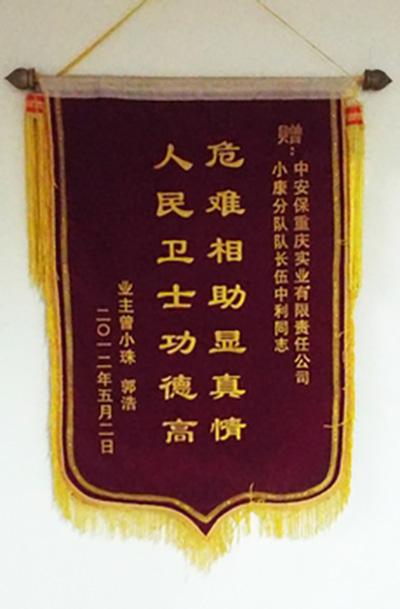 赠：中安保重庆实业有限责任公司
小康分队队长伍中利同志
危难相助显真情
人民卫士功德高
业主曾小珠 郭浩
二〇一二年五月二日